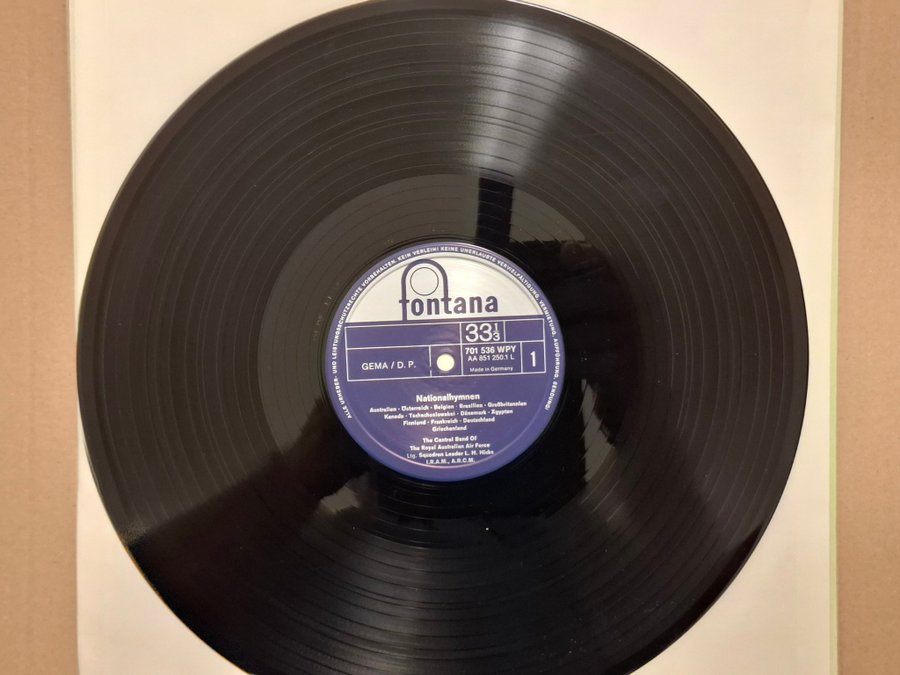 ALLE URHEBER- UND LEISTUNGSSCHUTZRECHTE VORBEHALTEN. KEIN VERLEIH! KEINE UNERLAUBTE VERVIELFÄLTIGUNG, VERMIETUNG, AUFFÜHRUNG, SENDUNG!
fontana
33 1/3
GEMA / D. P.
701 536 WPY
AA 851 250.1 L
Made in Germany
1
Nationalhymnen
Australien · Österreich · Belgien · Brasilien · Großbritannien
Kanada · Tschechoslowakei · Dänemark · Ägypten
Finnland · Frankreich · Deutschland
Griechenland
The Central Band Of
The Royal Australian Air Force
Ltg. Squadron Leader L. H. Hicks
L.R.A.M., A.R.C.M.